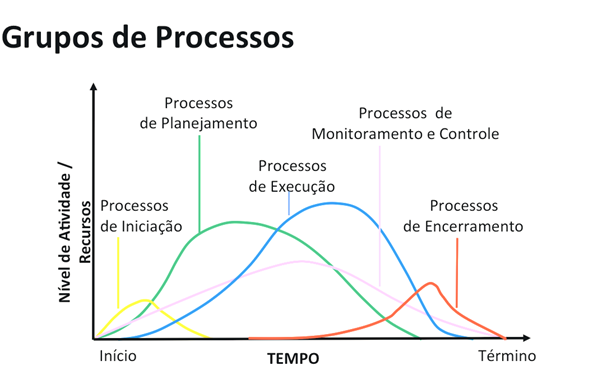 Grupos de Processos
Processos
de Planejamento
Processos de
Monitoramento e Controle
Processos
de Execução
Processos
de Iniciação
Processos
de Encerramento
Nível de Atividade /
Recursos
Início
TEMPO
Término